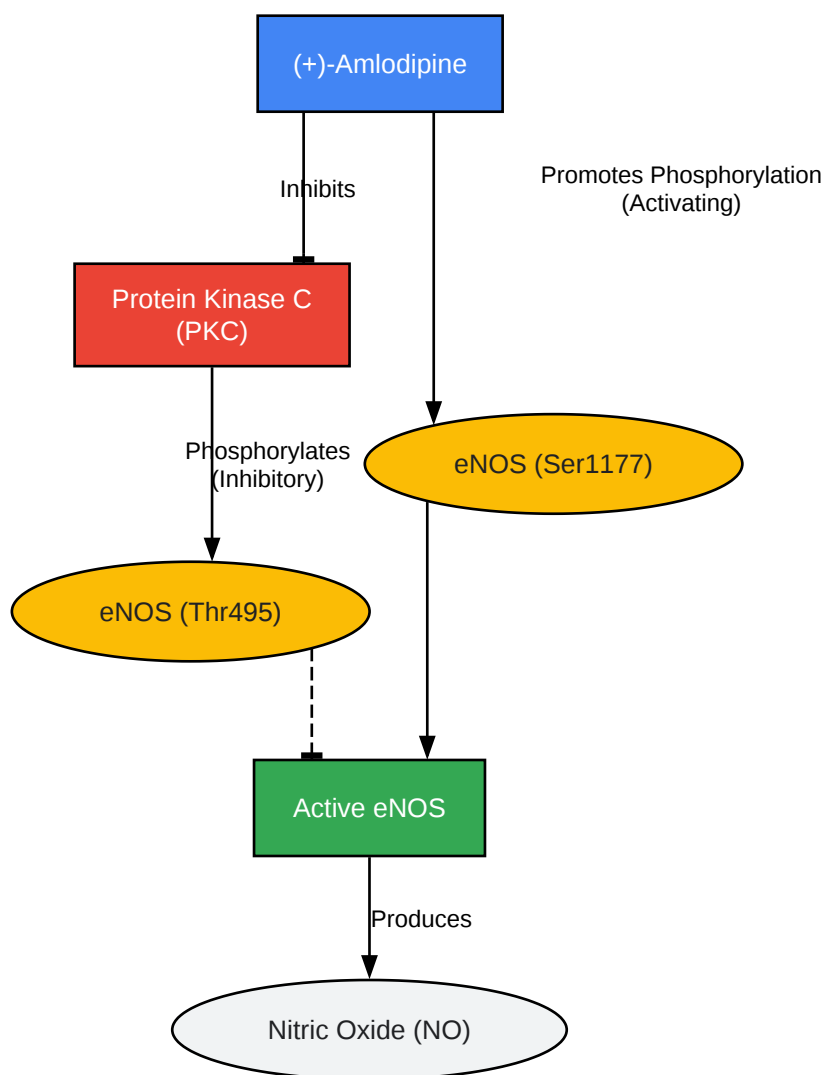 (+)-Amlodipine
Inhibits
Promotes Phosphorylation
(Activating)
Protein Kinase C
(PKC)
Phosphorylates
(Inhibitory)
eNOS (Ser1177)
eNOS (Thr495)
Active eNOS
Produces
Nitric Oxide (NO)